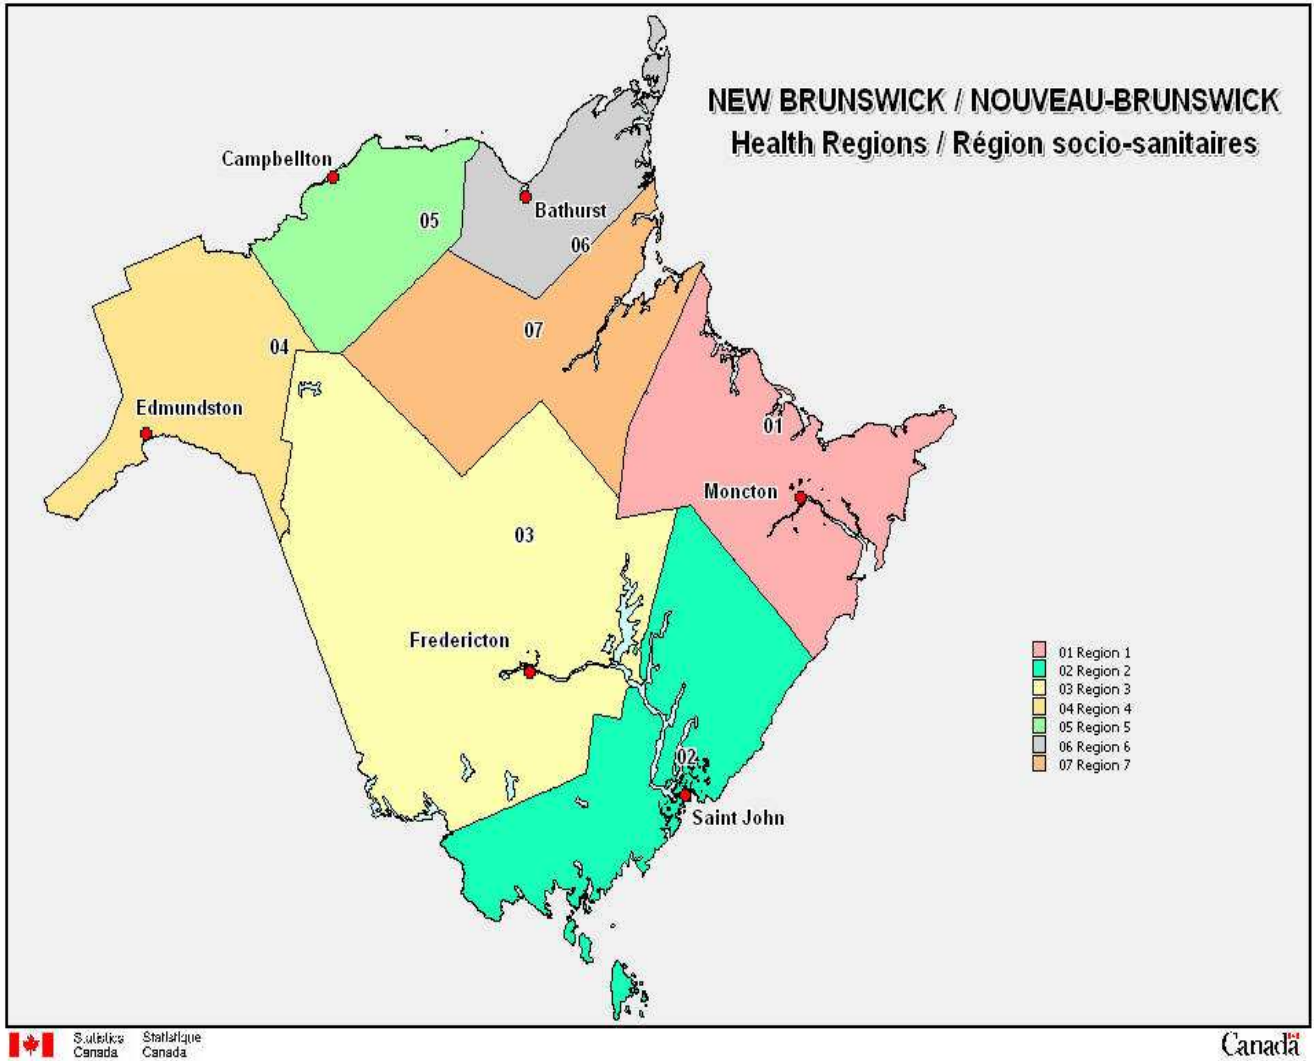 NEW BRUNSWICK / NOUVEAU-BRUNSWICK
Health Regions / Région socio-sanitaires
Campbellton
05
Bathurst
06
07
04
Edmundston
01
Moncton
03
Fredericton
02
Saint John
01 Region 1
02 Region 2
03 Region 3
04 Region 4
05 Region 5
06 Region 6
07 Region 7
Statistics Statistique
Canada Canada
Canada